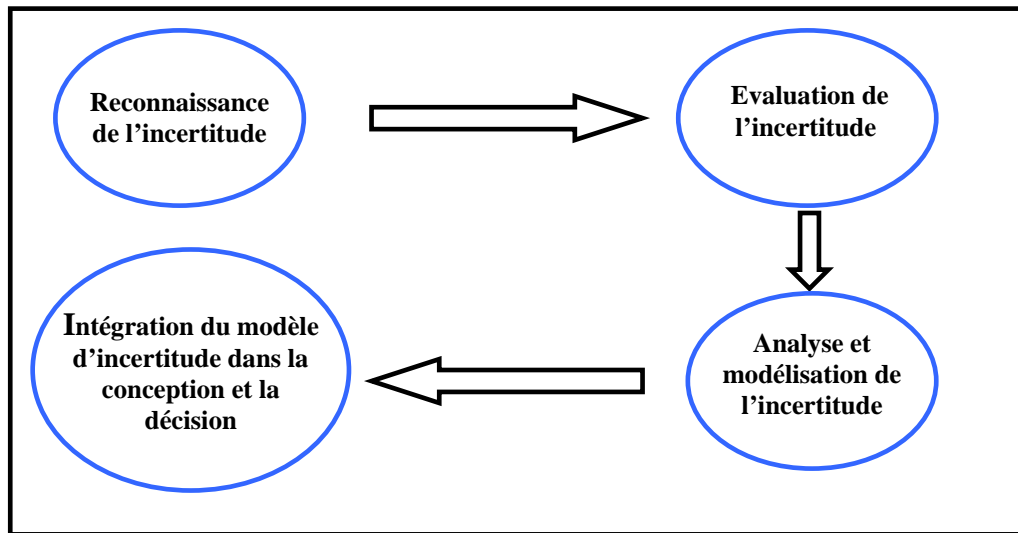 Reconnaissance
de l’incertitude
Evaluation de
l’incertitude
Analyse et
modélisation de
l’incertitude
Intégration du modèle
d’incertitude dans la
conception et la
décision